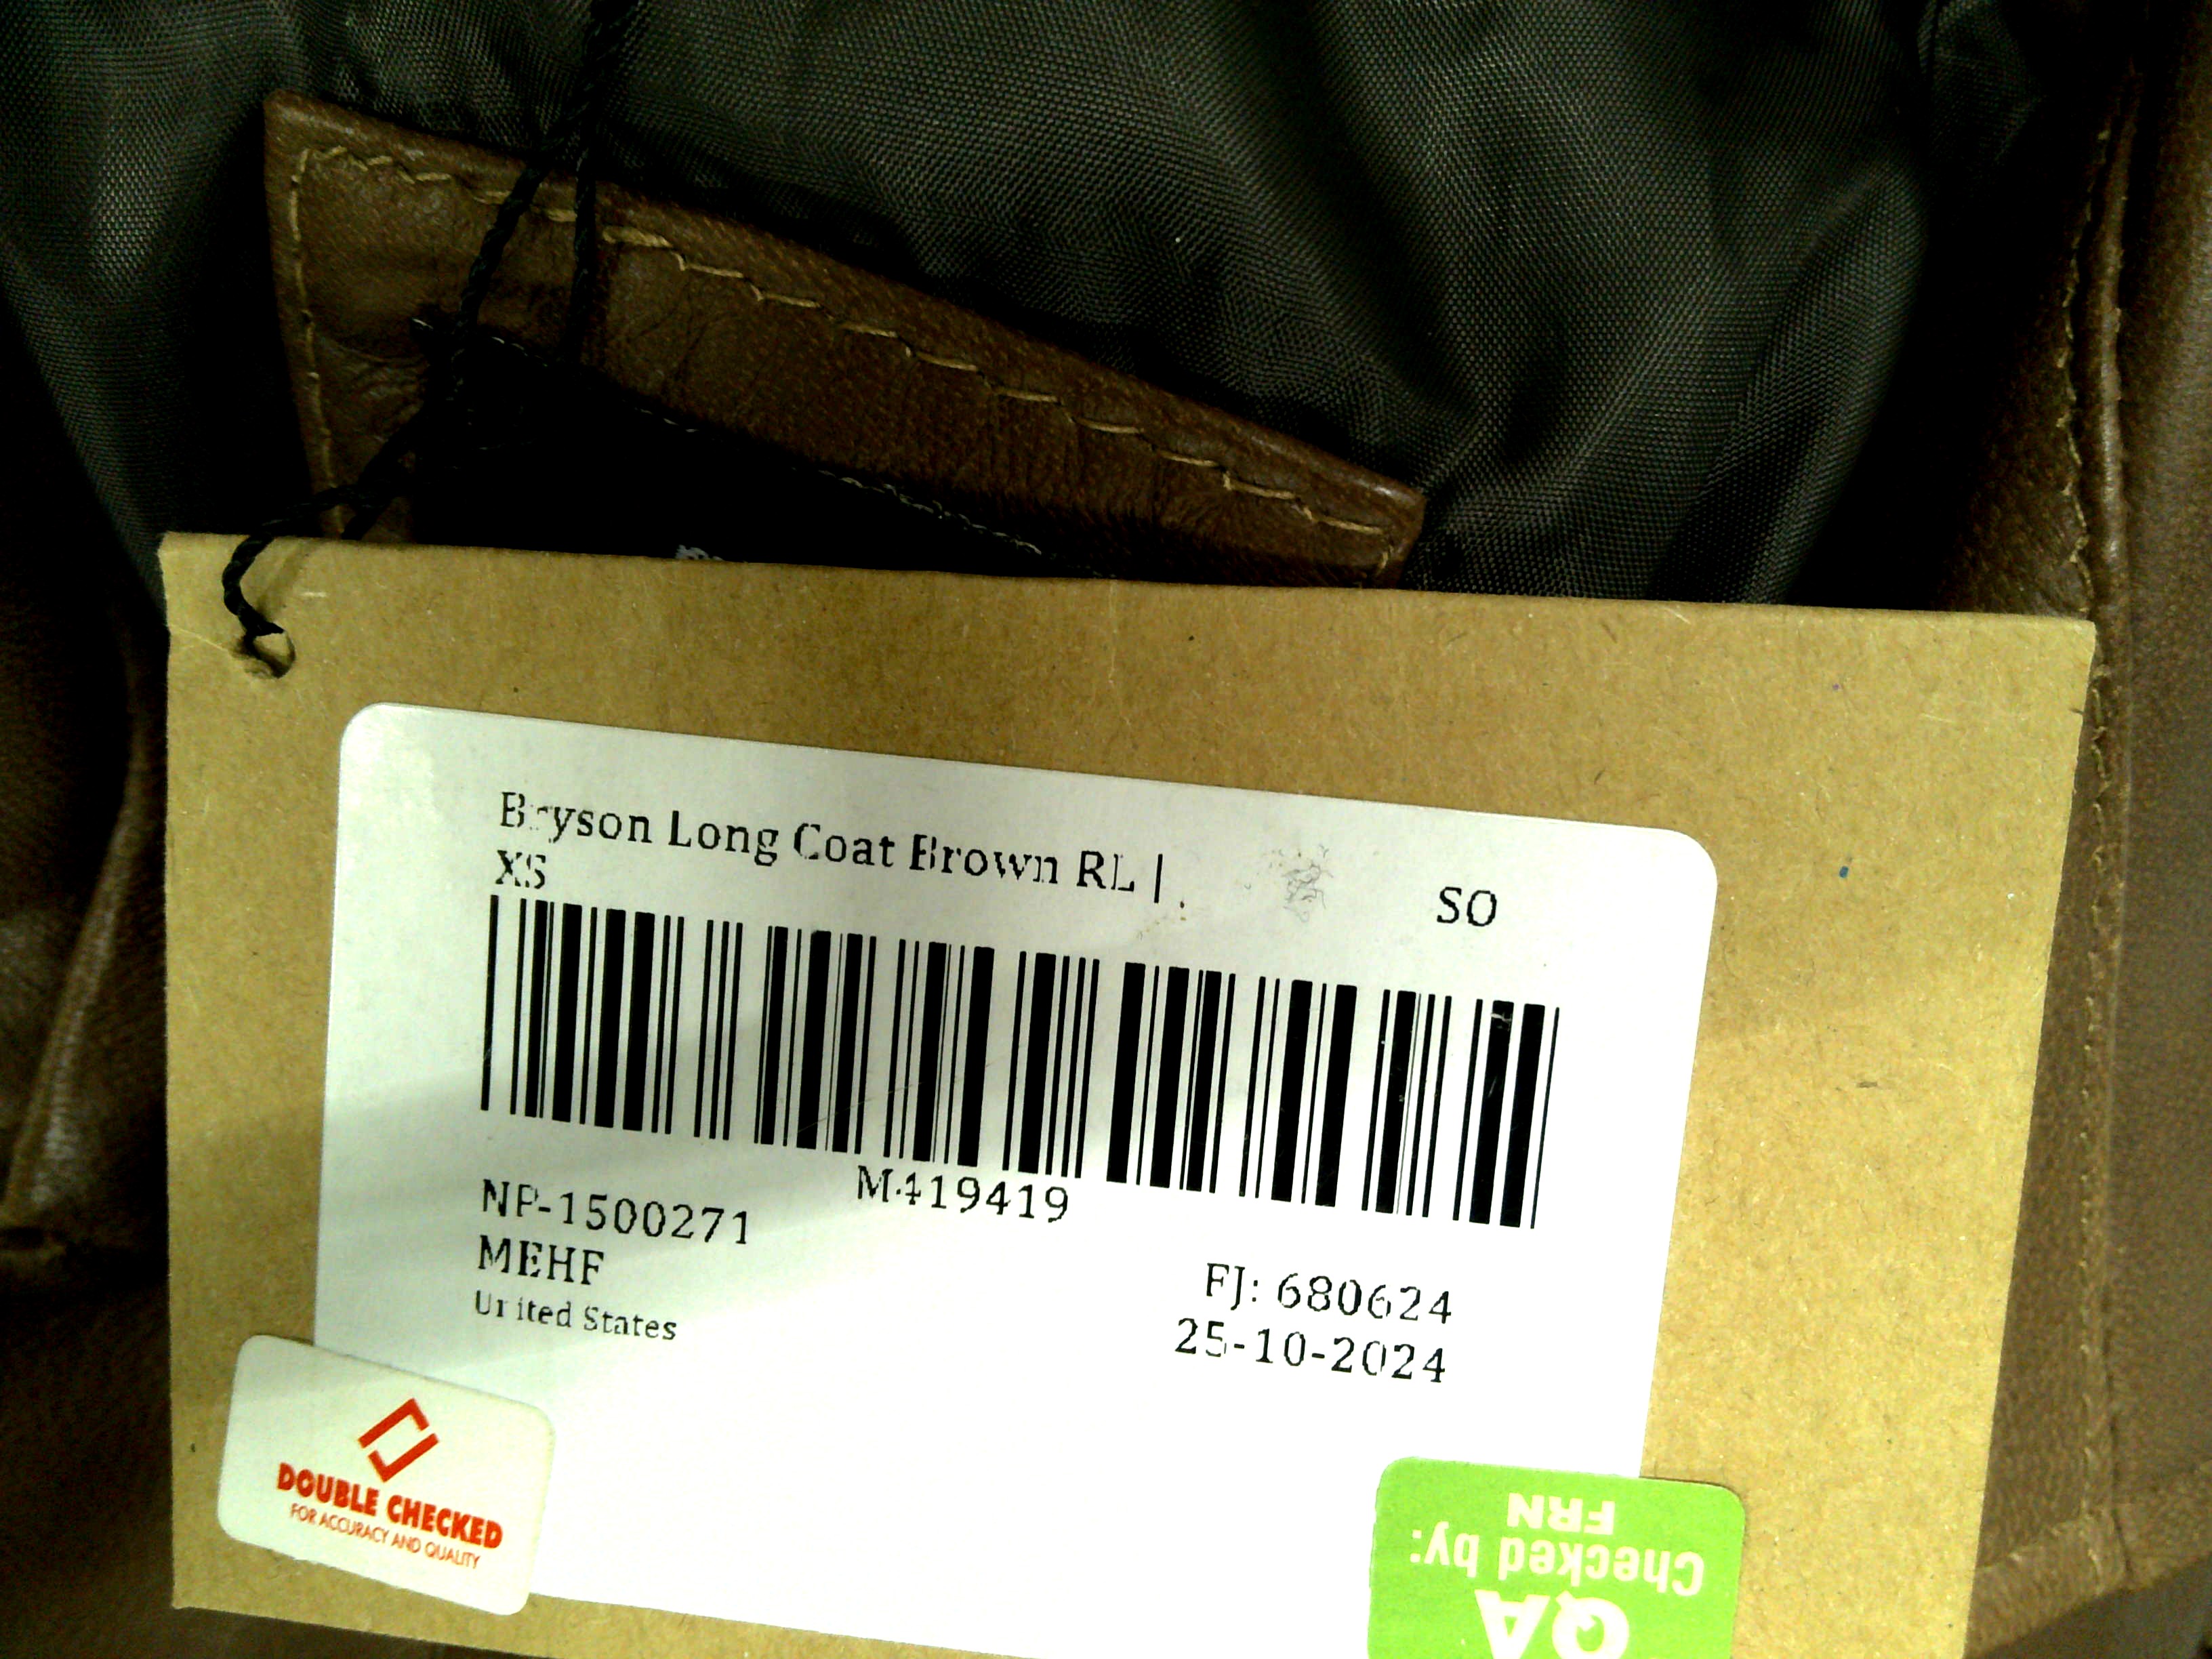 Bryson Long Coat Brown RL |
XS
SO
M419419
NP-1500271
MEHF
United States
FJ: 680624
25-10-2024
DOUBLE CHECKED
FOR ACCURACY AND QUALITY
QA
Checked by:
FRN